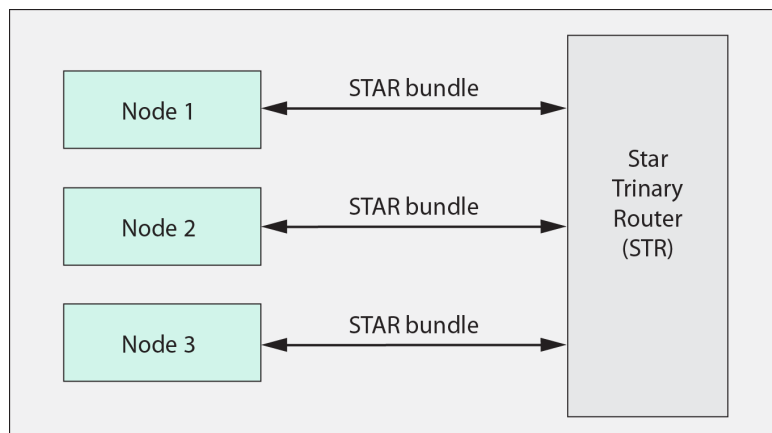 Node 1
STAR bundle
Node 2
STAR bundle
Node 3
STAR bundle
Star
Trinary
Router
(STR)